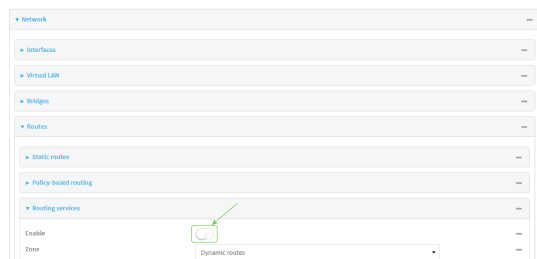 Network
Interfaces
Virtual LAN
Bridges
Routes
Static routes
Policy-based routing
Routing services
Enable
Zone
Dynamic routes